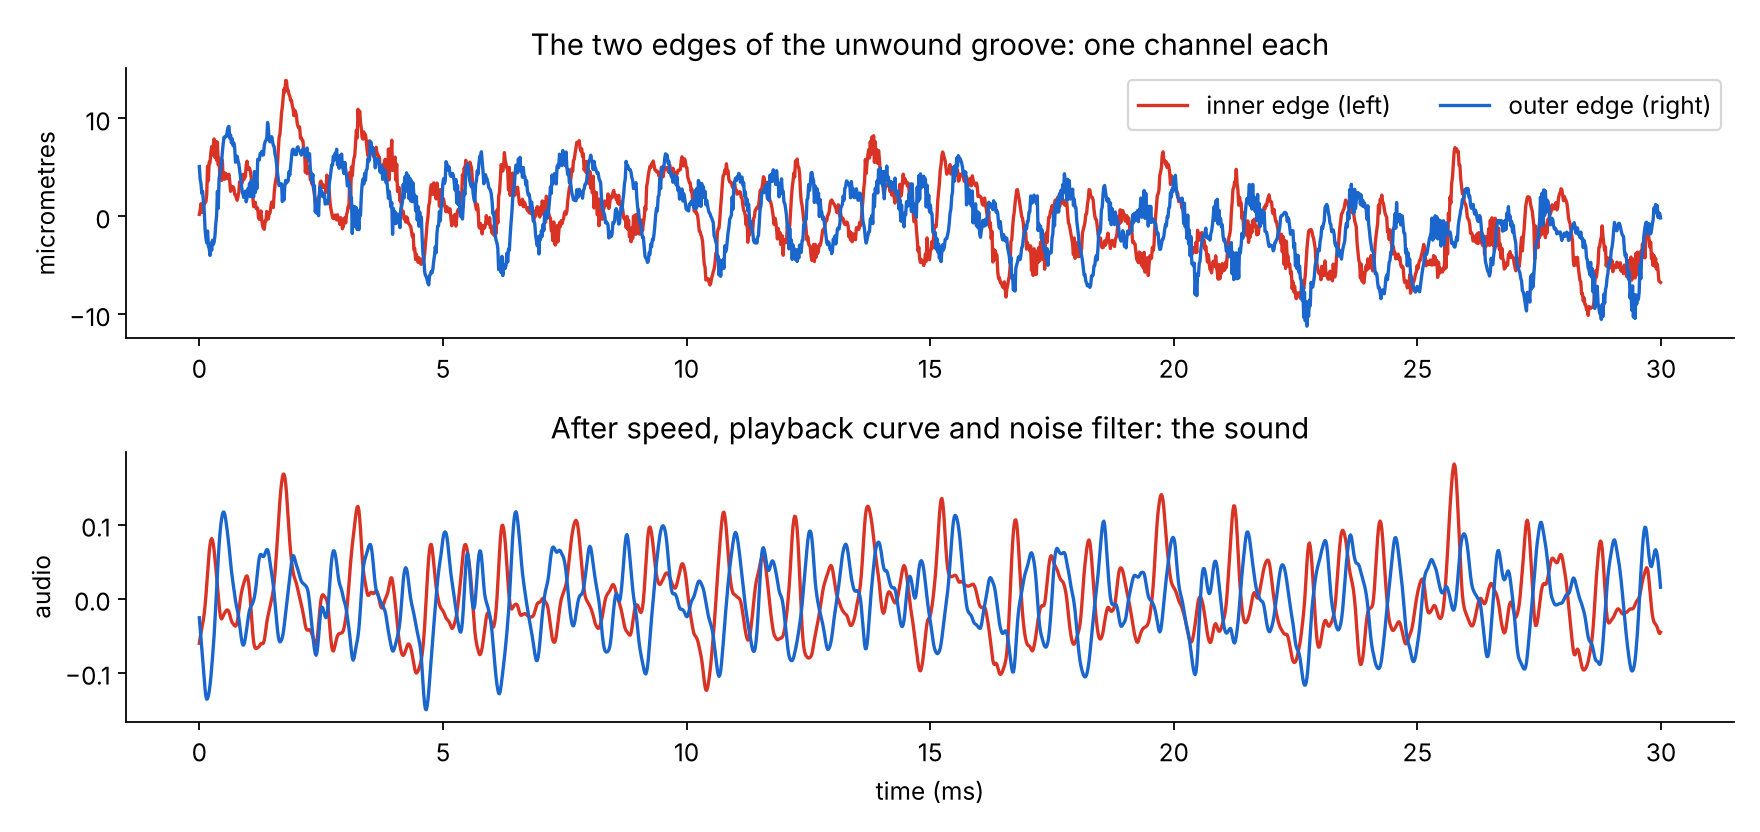 The two edges of the unwound groove: one channel each
inner edge (left) outer edge (right)
micrometres
10
0
−10
0 5 10 15 20 25 30
After speed, playback curve and noise filter: the sound
audio
0.1
0.0
−0.1
0 5 10 15 20 25 30
time (ms)